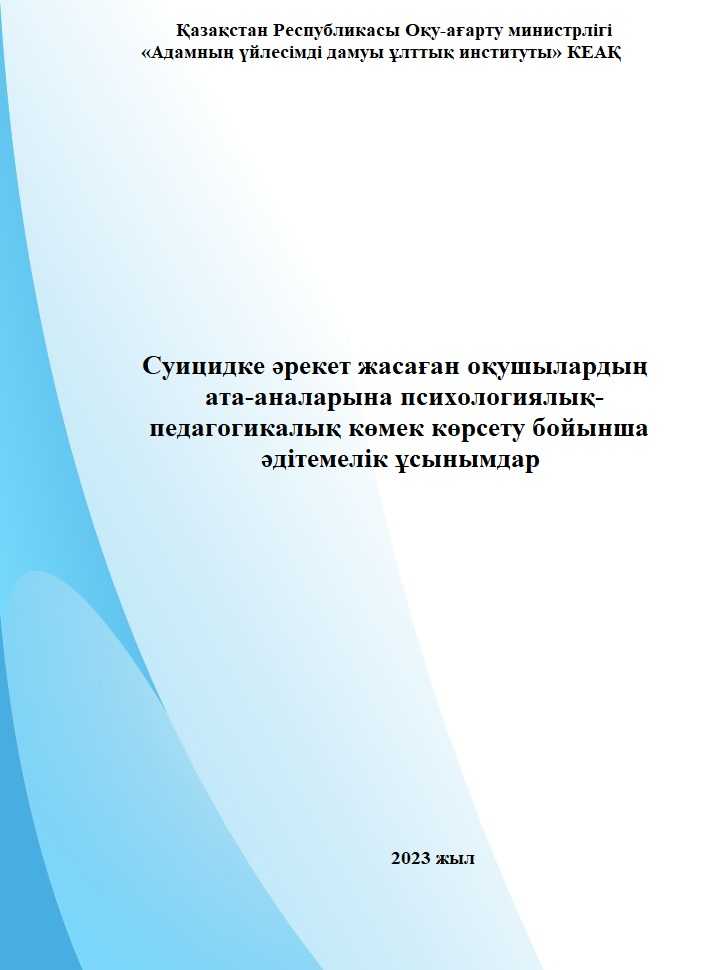 Қазақстан Республикасы Оқу-ағарту министрлігі
«Адамның үйлесімді дамуы ұлттық институты» КЕАҚ
Суицидке әрекет жасаған оқушылардың
ата-аналарына психологиялық-
педагогикалық көмек көрсету бойынша
әдітемелік ұсынымдар
2023 жыл